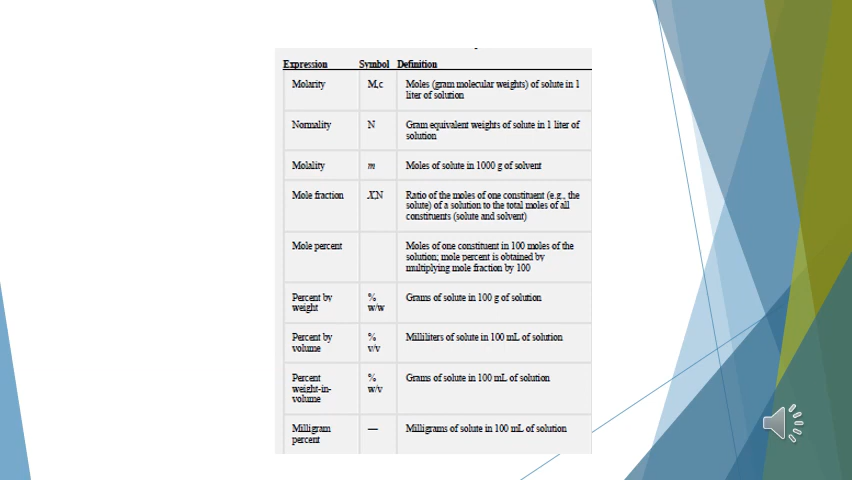 Expression Symbol Definition
Molarity M,c Moles (gram molecular weights) of solute in 1
liter of solution
Normality N Gram equivalent weights of solute in 1 liter of
solution
Molality m Moles of solute in 1000 g of solvent
Mole fraction X,N Ratio of the moles of one constituent (e.g., the
solute) of a solution to the total moles of all
constituents (solute and solvent)
Mole percent Moles of one constituent in 100 moles of the
solution; mole percent is obtained by
multiplying mole fraction by 100
Percent by % Grams of solute in 100 g of solution
weight w/w
Percent by % Milliliters of solute in 100 mL of solution
volume v/v
Percent % Grams of solute in 100 mL of solution
weight-in- w/v
volume
Milligram — Milligrams of solute in 100 mL of solution
percent